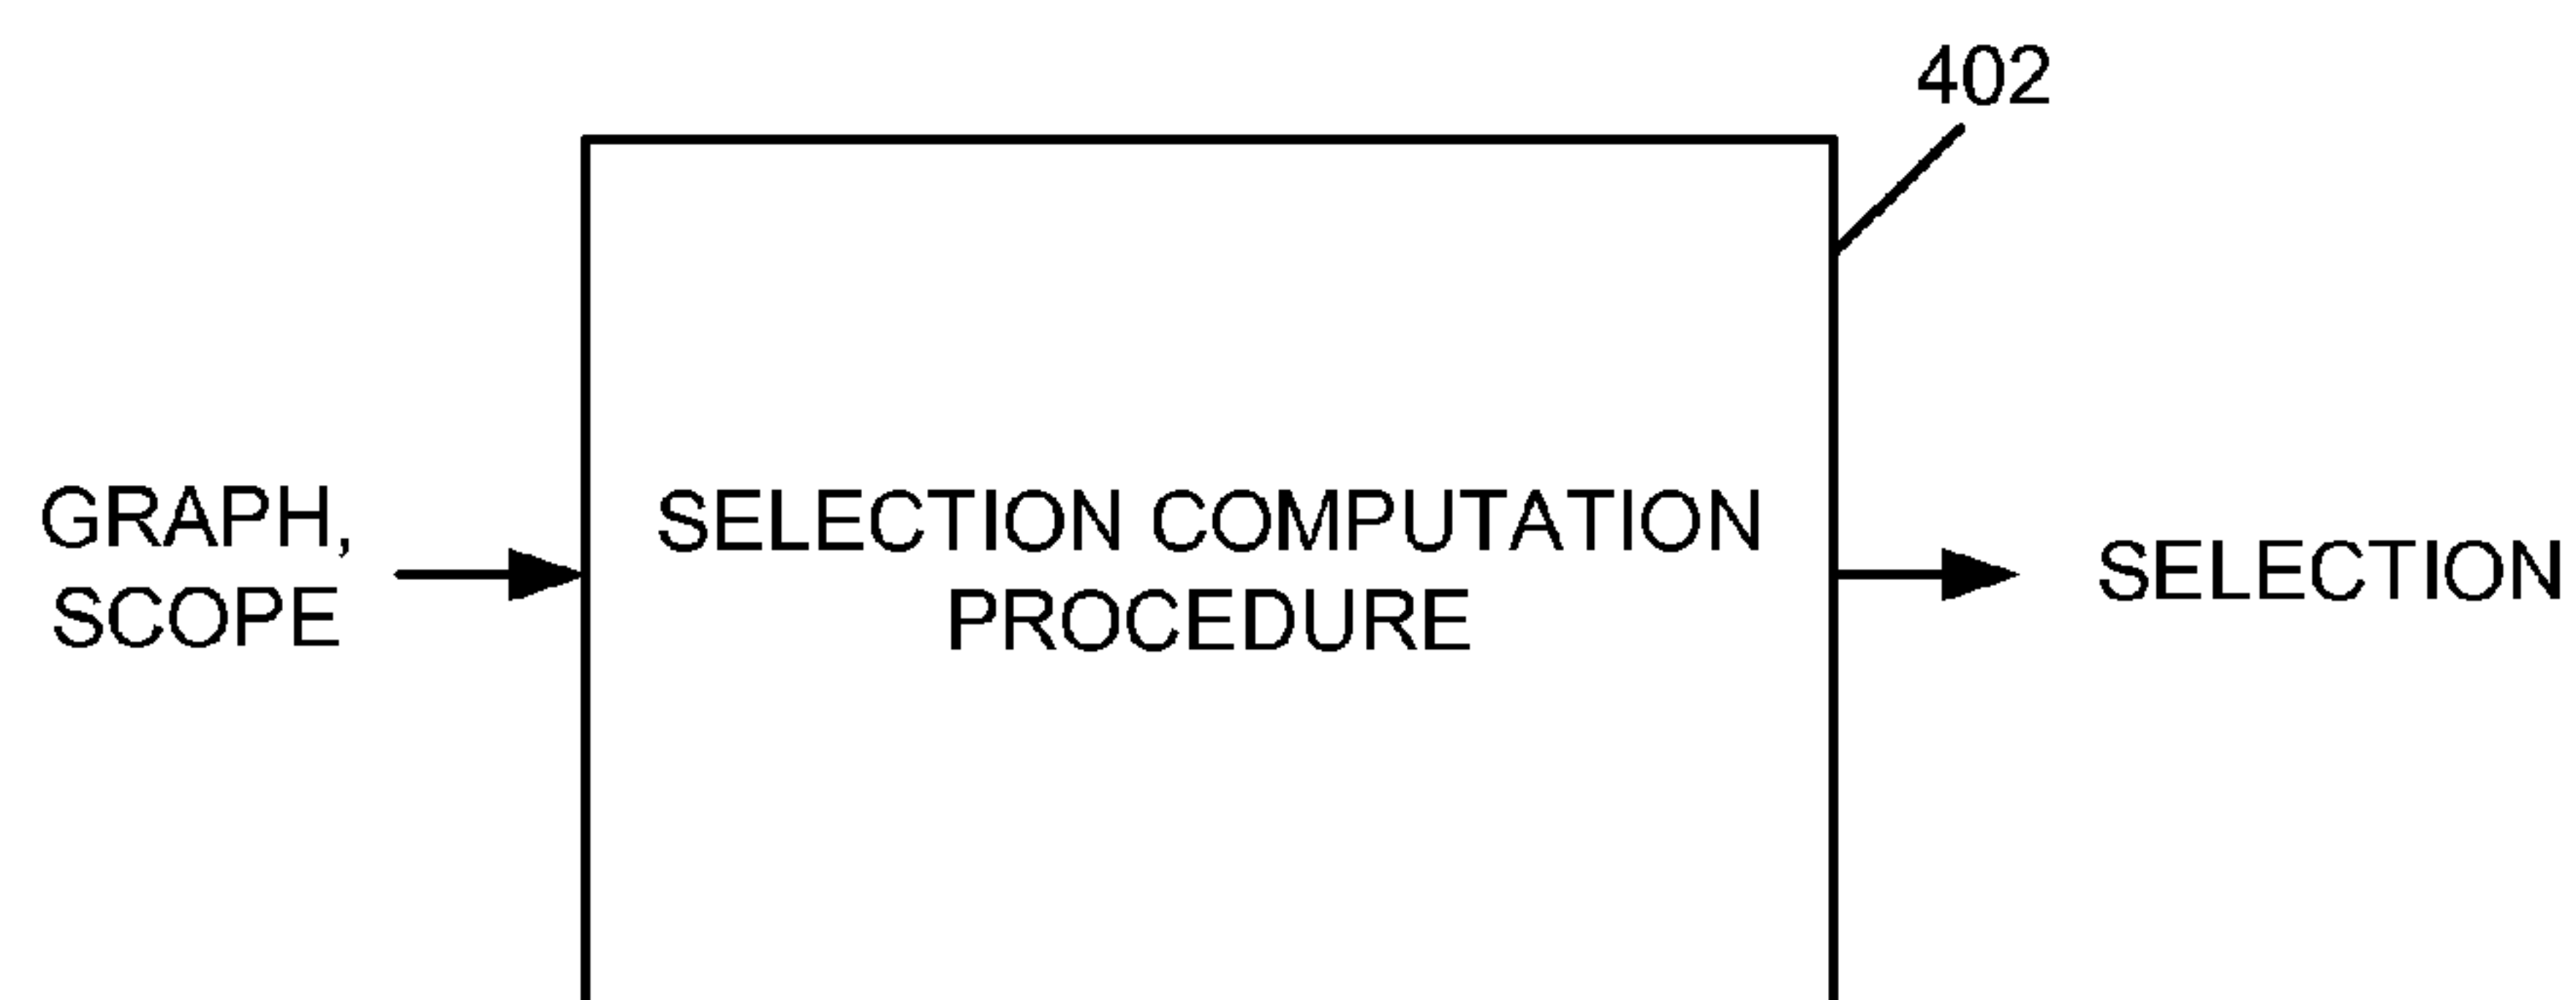 402
GRAPH,
SCOPE
SELECTION COMPUTATION
PROCEDURE
SELECTION